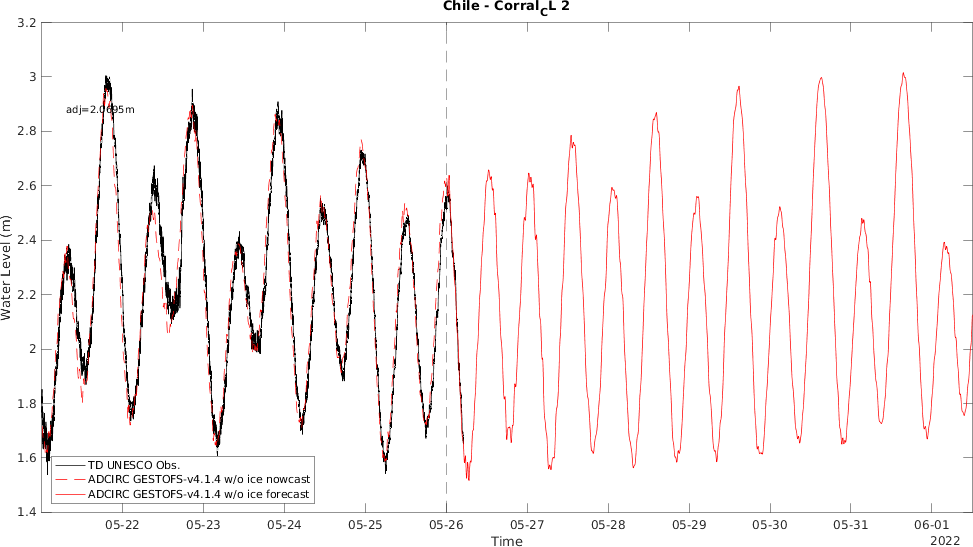 Chile - Corral_CL 2
3.2
3
2.8
2.6
2.4
2.2
2
1.8
1.6
1.4
Water Level (m)
adj=2.0695m
TD UNESCO Obs.
ADCIRC GESTOFS-v4.1.4 w/o ice nowcast
ADCIRC GESTOFS-v4.1.4 w/o ice forecast
05-22 05-23 05-24 05-25 05-26 05-27 05-28 05-29 05-30 05-31 06-01
Time 2022